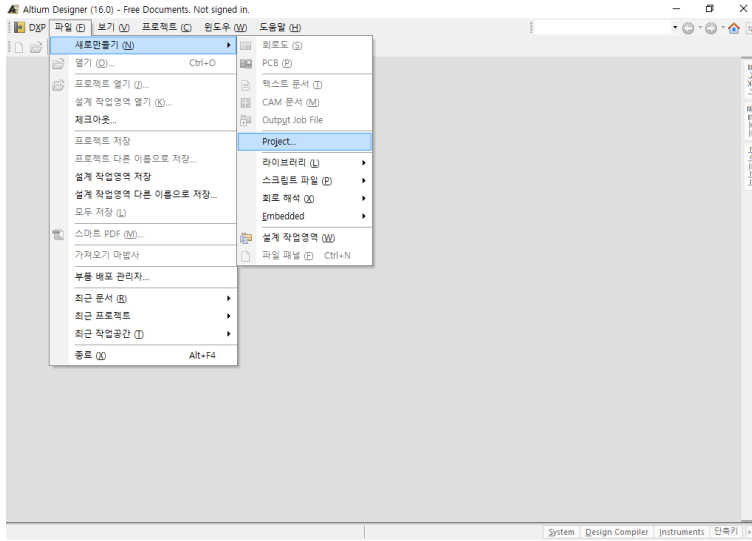 Altium Designer (16.0) - Free Documents. Not signed in.
DXP 파일 (F) 보기 (V) 프로젝트 (C) 윈도우 (W) 도움말 (H)
새로만들기 (N)
열기 (O)... Ctrl+O
프로젝트 열기 (J)...
설계 작업영역 열기 (K)...
체크아웃...
프로젝트 저장
프로젝트 다른 이름으로 저장...
설계 작업영역 저장
설계 작업영역 다른 이름으로 저장...
모두 저장 (L)
스마트 PDF (M)...
가져오기 마법사
부품 배포 관리자...
최근 문서 (R)
최근 프로젝트
최근 작업공간 (T)
종료 (X) Alt+F4
회로도 (S)
PCB (P)
텍스트 문서 (T)
CAM 문서 (M)
Output Job File
Project...
라이브러리 (L)
스크립트 파일 (P)
회로 해석 (X)
Embedded
설계 작업영역 (W)
파일 패널 (F) Ctrl+N
System Design Compiler Instruments 단축키